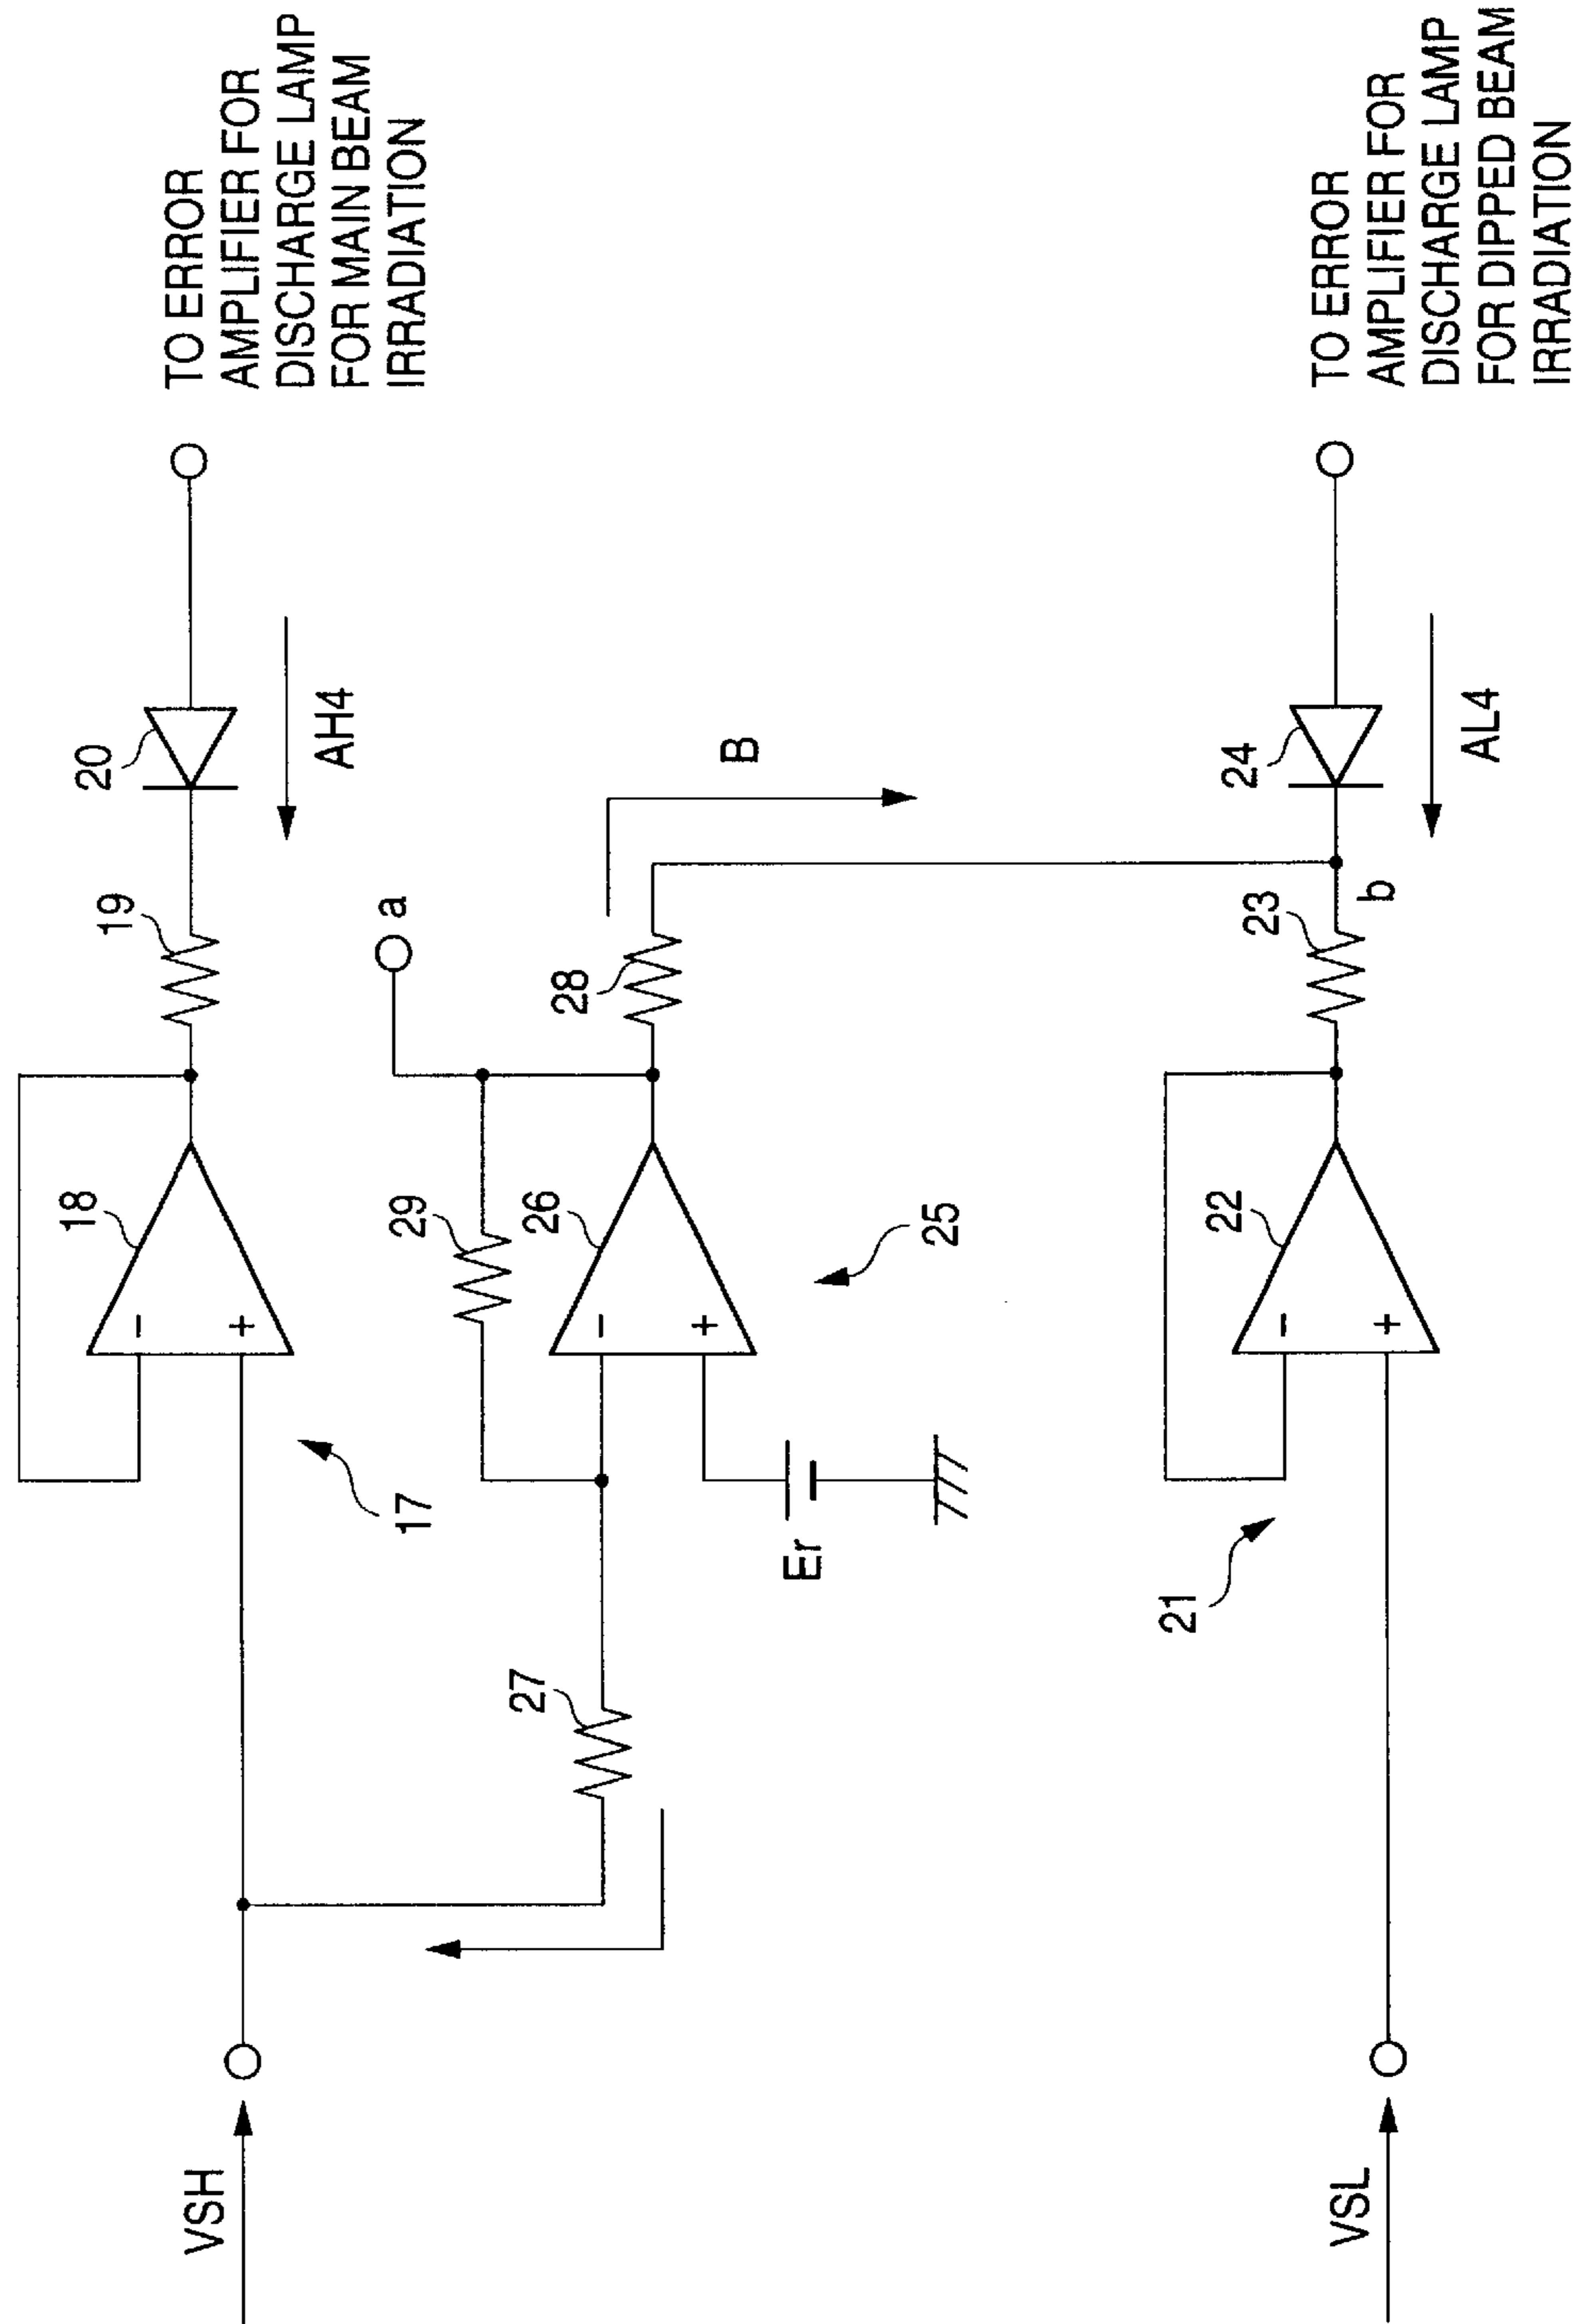 VSH
17
18
19
20
AH4
TO ERROR
AMPLIFIER FOR
DISCHARGE LAMP
FOR MAIN BEAM
IRRADIATION
27
29
a
26
-
+
-
+
Er
25
28
B
VSL
21
22
-
+
23
b
24
AL4
TO ERROR
AMPLIFIER FOR
DISCHARGE LAMP
FOR DIPPED BEAM
IRRADIATION